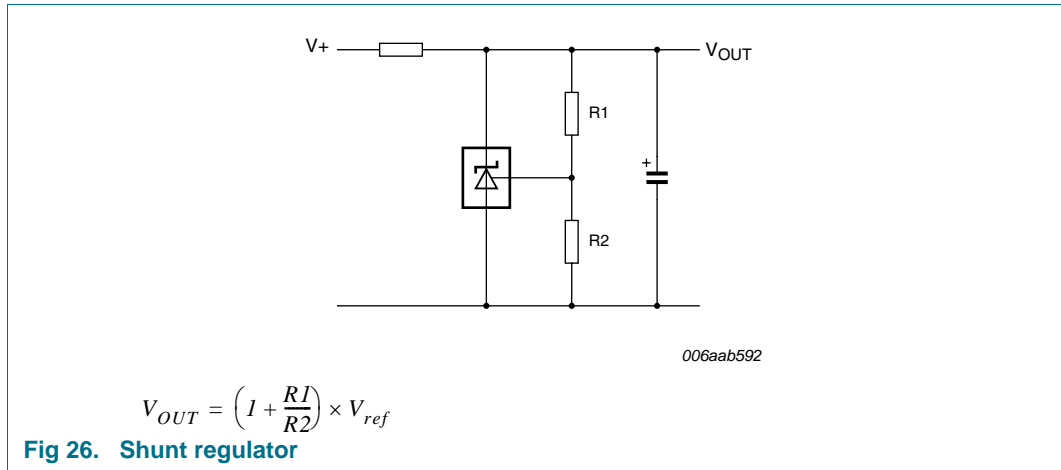 V+
VOUT
R1
+
R2
006aab592
VOUT = (1 + R1/R2) × Vref
Fig 26. Shunt regulator